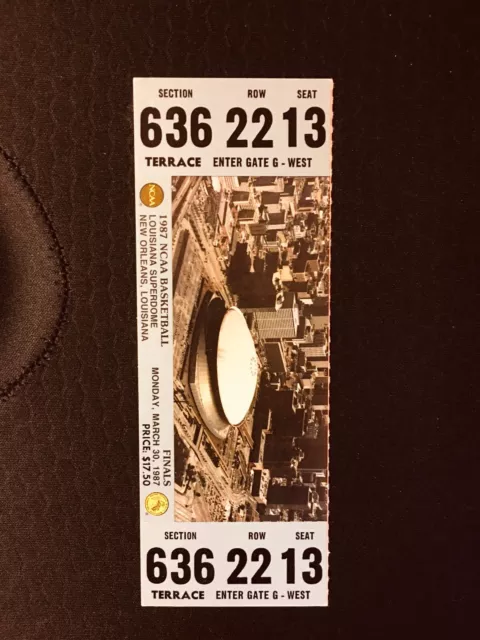 SECTION ROW SEAT
636 22 13
TERRACE ENTER GATE G - WEST
NCAA
1987 NCAA BASKETBALL FINALS
LOUISIANA SUPERDOME MONDAY, MARCH 30, 1987
NEW ORLEANS, LOUISIANA PRICE: $17.50
SECTION ROW SEAT
636 22 13
TERRACE ENTER GATE G - WEST